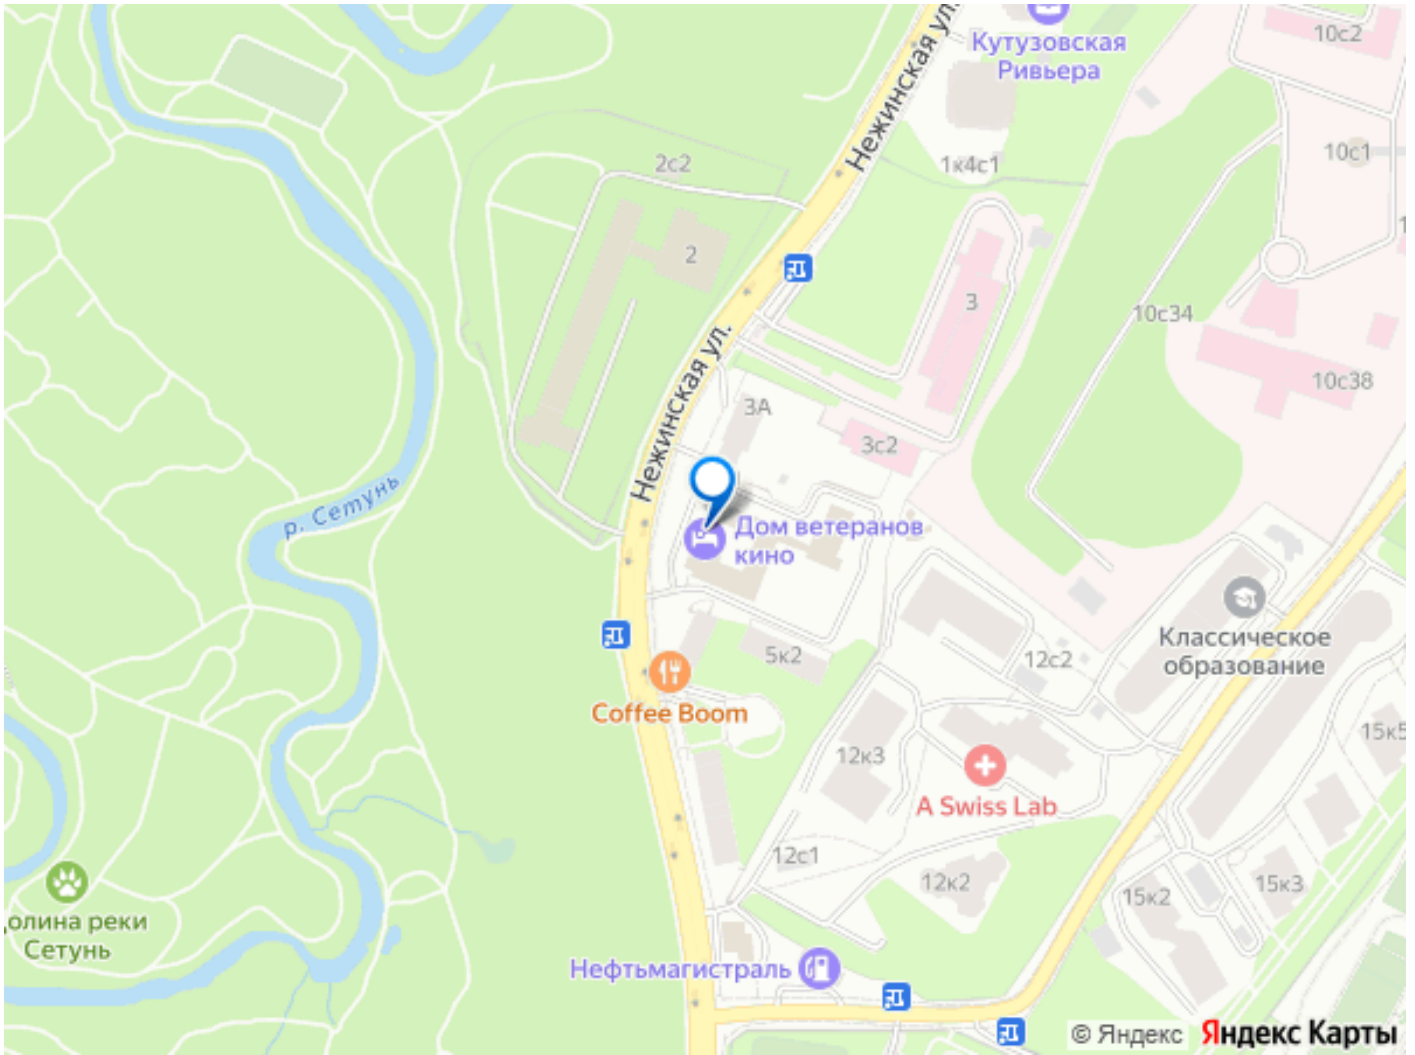 Нежинская ул.
Кутузовская
Ривьера
10с2
10с1
1к4с1
2с2
2
3
10с34
10с38
Нежинская ул.
3А
3с2
р. Сетунь
Дом ветеранов
кино
Классическое
образование
5к2
12с2
Coffee Boom
12к3
15к5
A Swiss Lab
12с1
12к2
15к2
15к3
олина реки
Сетунь
Нефтьмагистраль
© Яндекс Яндекс Карты